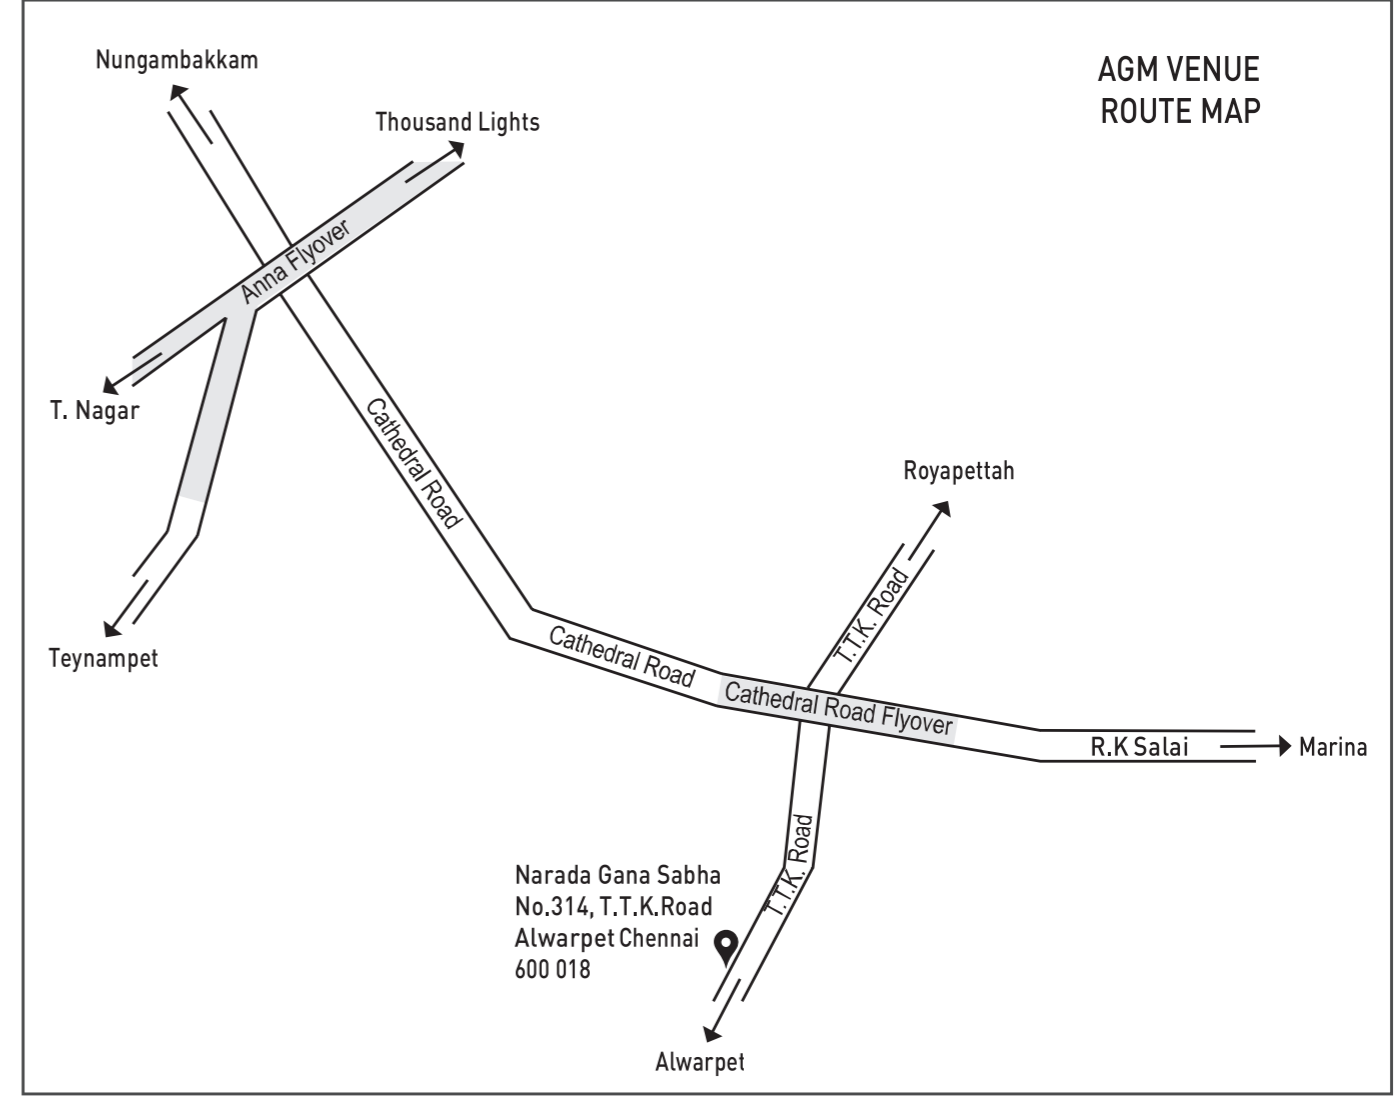 Nungambakkam
AGM VENUE
ROUTE MAP
Thousand Lights
Anna Flyover
T. Nagar
Cathedral Road
Royapettah
T.T.K. Road
Teynampet
Cathedral Road
Cathedral Road Flyover
R.K Salai
Marina
T.T.K. Road
Narada Gana Sabha
No.314, T.T.K.Road
Alwarpet Chennai
600 018
Alwarpet